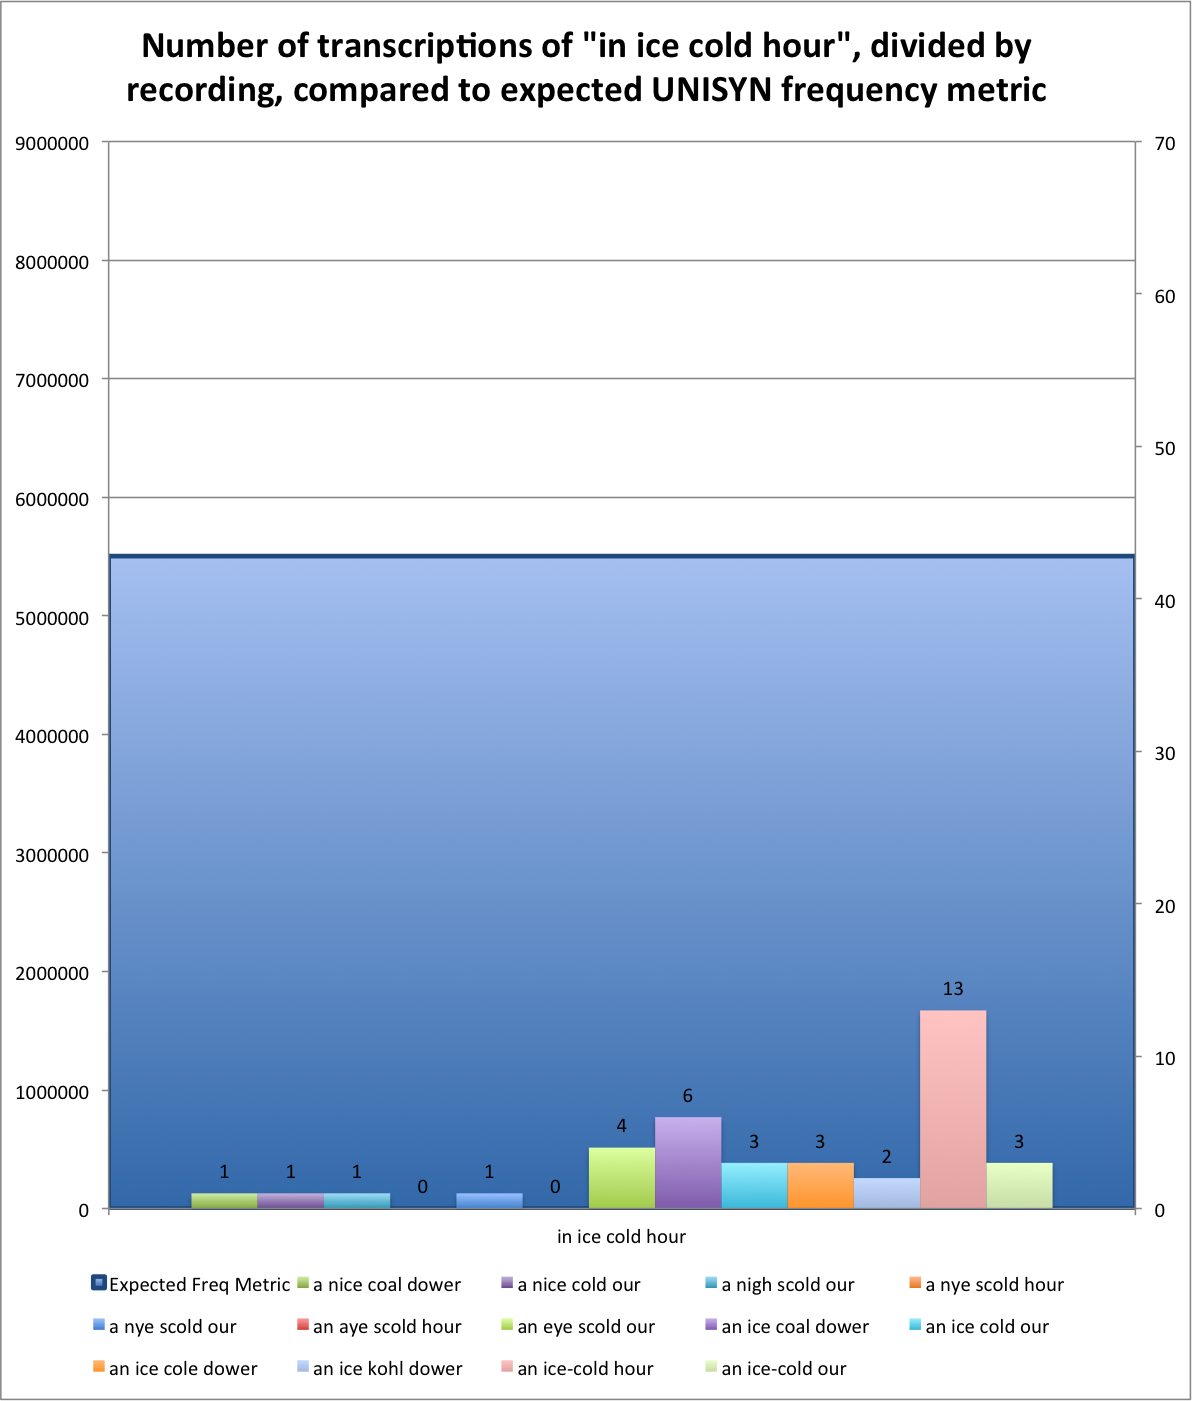 Number of transcriptions of "in ice cold hour", divided by
recording, compared to expected UNISYN frequency metric
9000000
8000000
7000000
6000000
5000000
4000000
3000000
2000000
1000000
0
70
60
50
40
30
20
10
0
1 1 1 0 1 0 4 6 3 3 2 13 3
in ice cold hour
Expected Freq Metric a nice coal dower a nice cold our a nigh scold our a nye scold hour
a nye scold our an aye scold hour an eye scold our an ice coal dower an ice cold our
an ice cole dower an ice kohl dower an ice-cold hour an ice-cold our